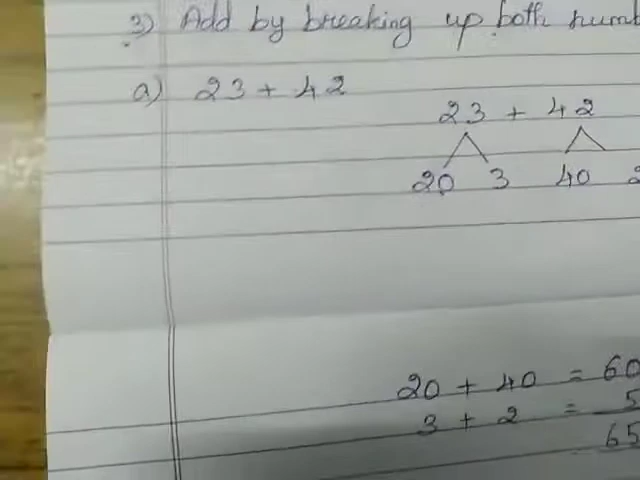 3) Add by breaking up both
a) 23 + 42
23 + 42
20 3 40
20 + 40 = 60
3 + 2 = 5
65